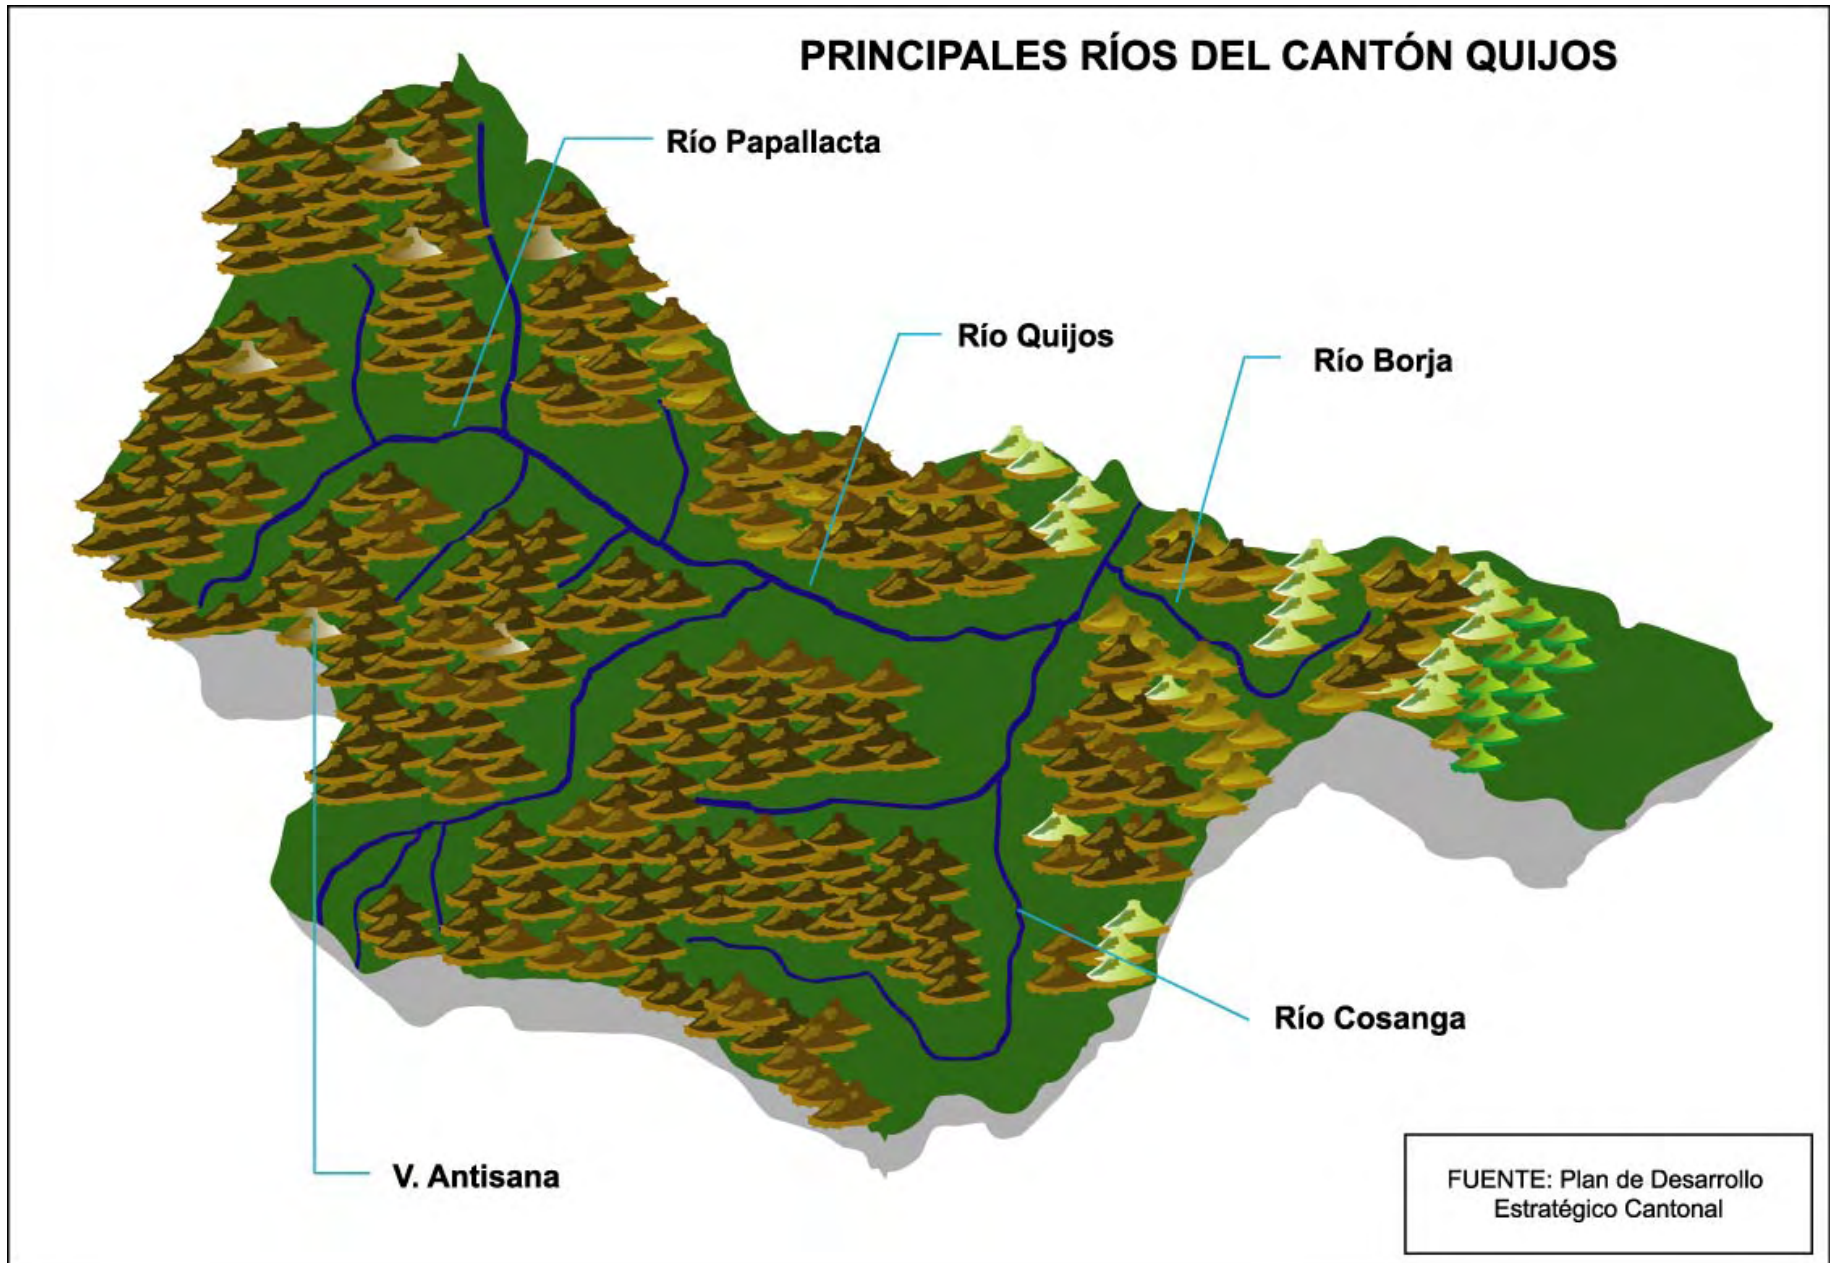 PRINCIPALES RÍOS DEL CANTÓN QUIJOS
Río Papallacta
Río Quijos
Río Borja
Río Cosanga
V. Antisana
FUENTE: Plan de Desarrollo
Estratégico Cantonal